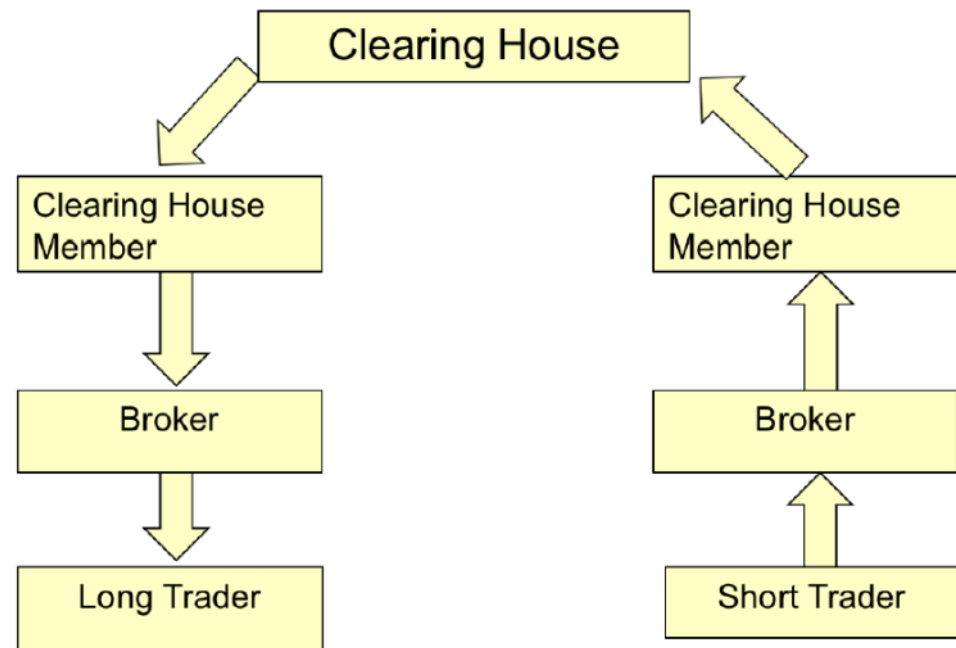 Clearing House
Clearing House
Member
Clearing House
Member
Broker
Broker
Long Trader
Short Trader